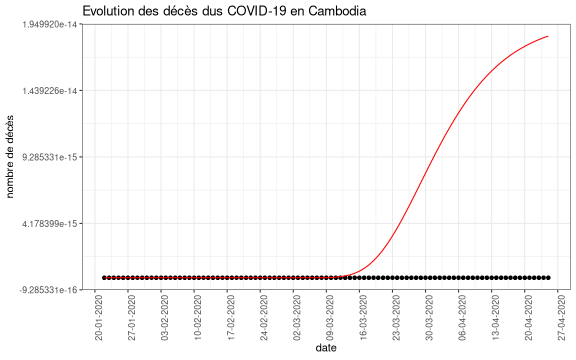 Evolution des décès dus COVID-19 en Cambodia
nombre de décès
1.949920e-14
1.439226e-14
9.285331e-15
4.178399e-15
-9.285331e-16
20-01-2020
27-01-2020
03-02-2020
10-02-2020
17-02-2020
24-02-2020
02-03-2020
09-03-2020
16-03-2020
23-03-2020
30-03-2020
06-04-2020
13-04-2020
20-04-2020
27-04-2020
date